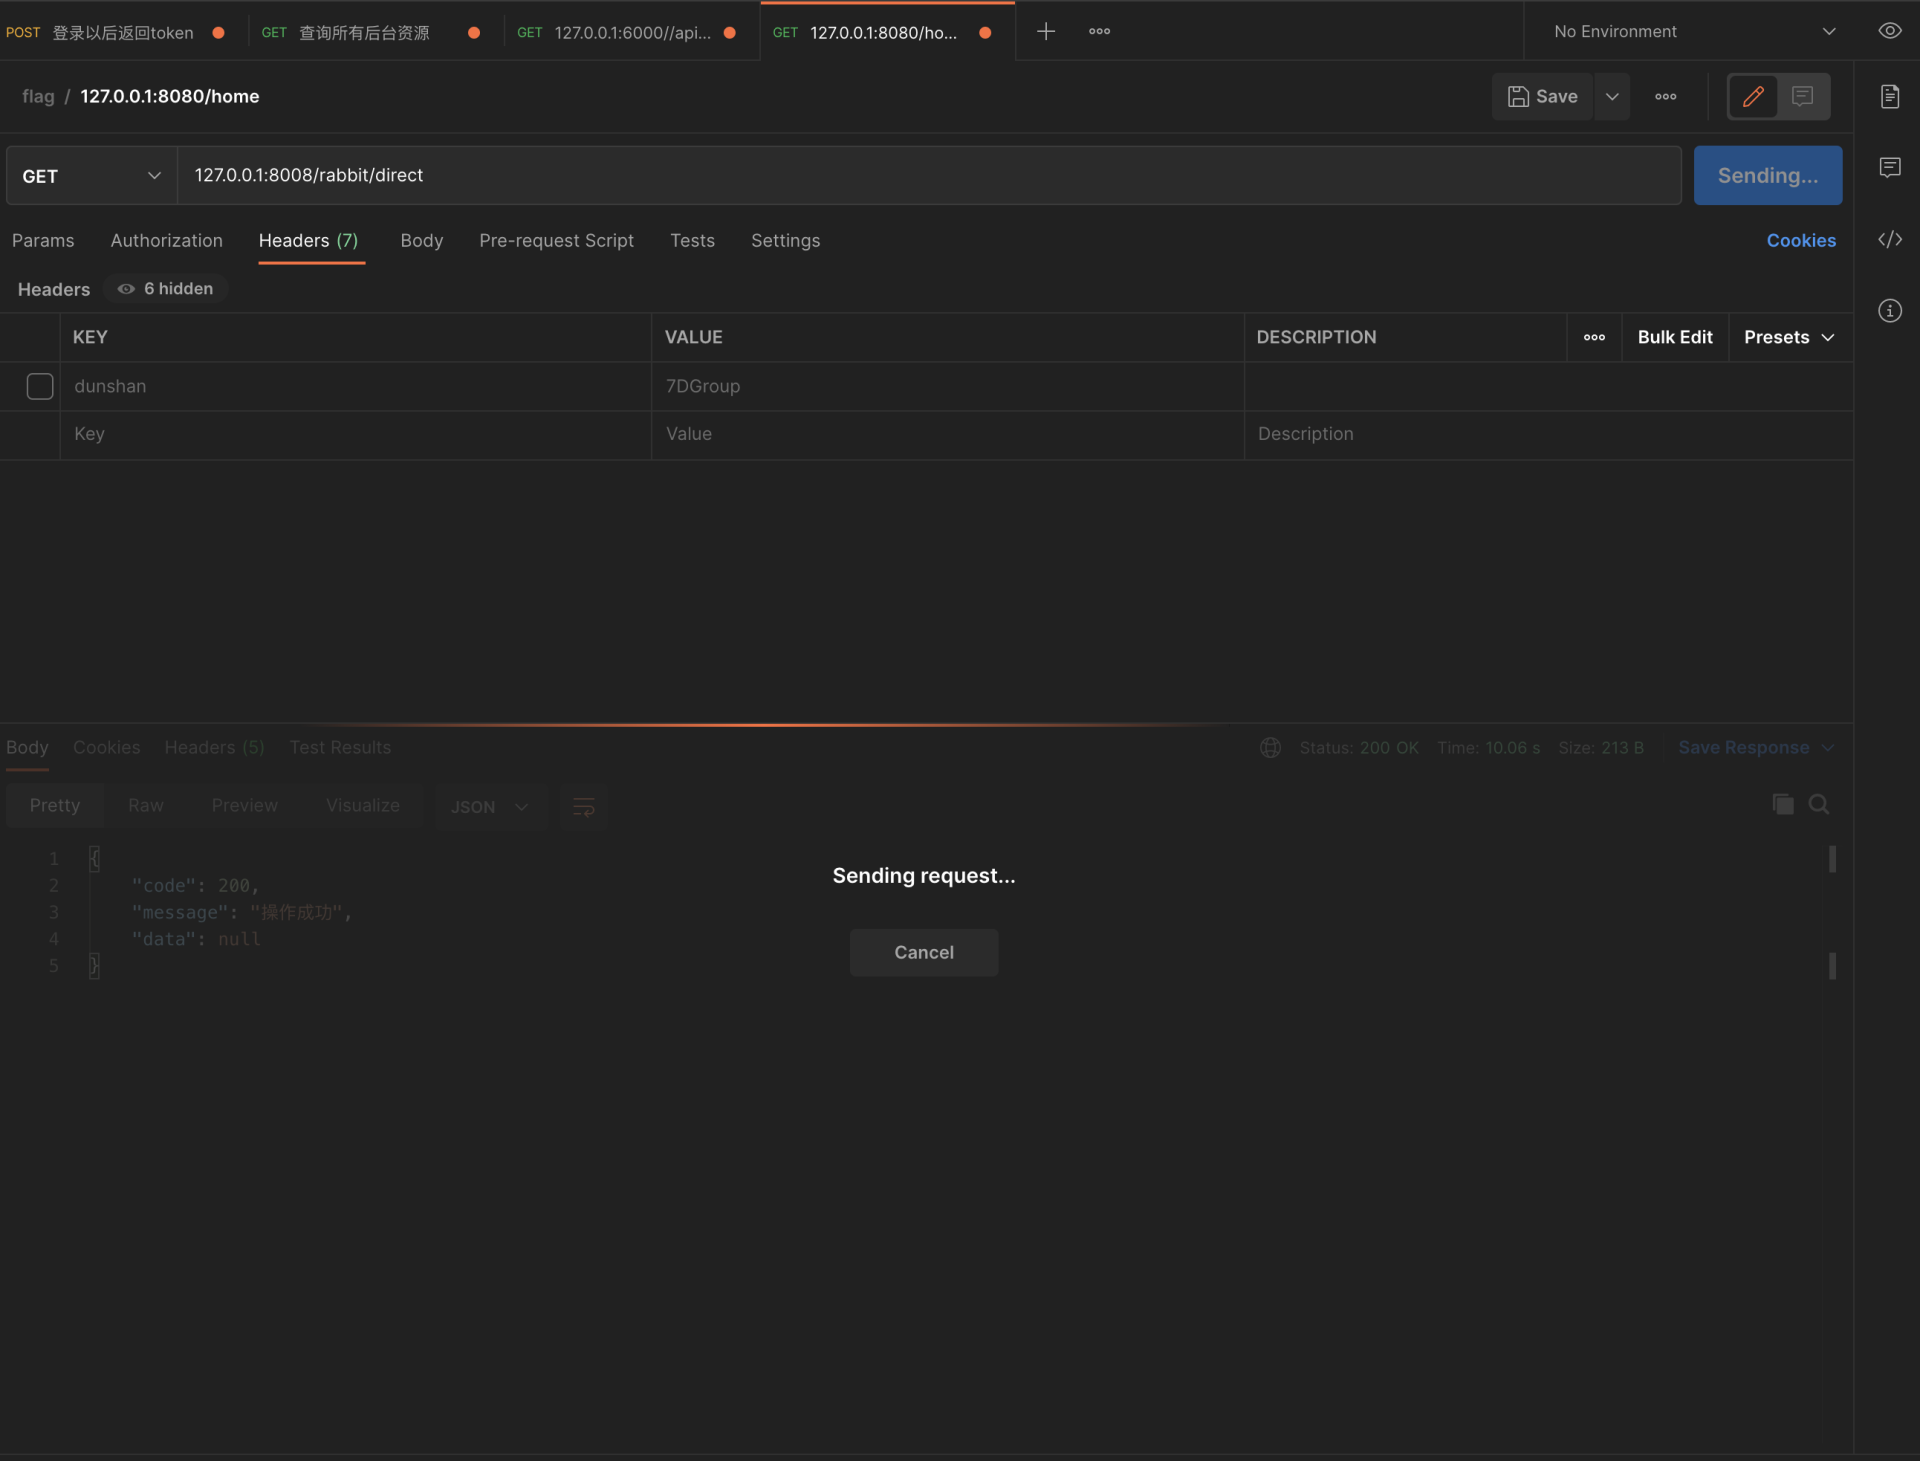 POST 登录以后返回token GET 查询所有后台资源 GET 127.0.0.1:6000//api... GET 127.0.0.1:8080/ho... No Environment
flag / 127.0.0.1:8080/home Save
GET 127.0.0.1:8008/rabbit/direct Sending...
Params Authorization Headers (7) Body Pre-request Script Tests Settings Cookies
Headers 6 hidden
KEY VALUE DESCRIPTION Bulk Edit Presets
dunshan 7DGroup
Key Value Description
Body Cookies Headers (5) Test Results Status: 200 OK Time: 10.06 s Size: 213 B Save Response
Pretty Raw Preview Visualize JSON
1 {
2 "code": 200,
3 "message": "操作成功",
4 "data": null
5 }
Sending request...
Cancel